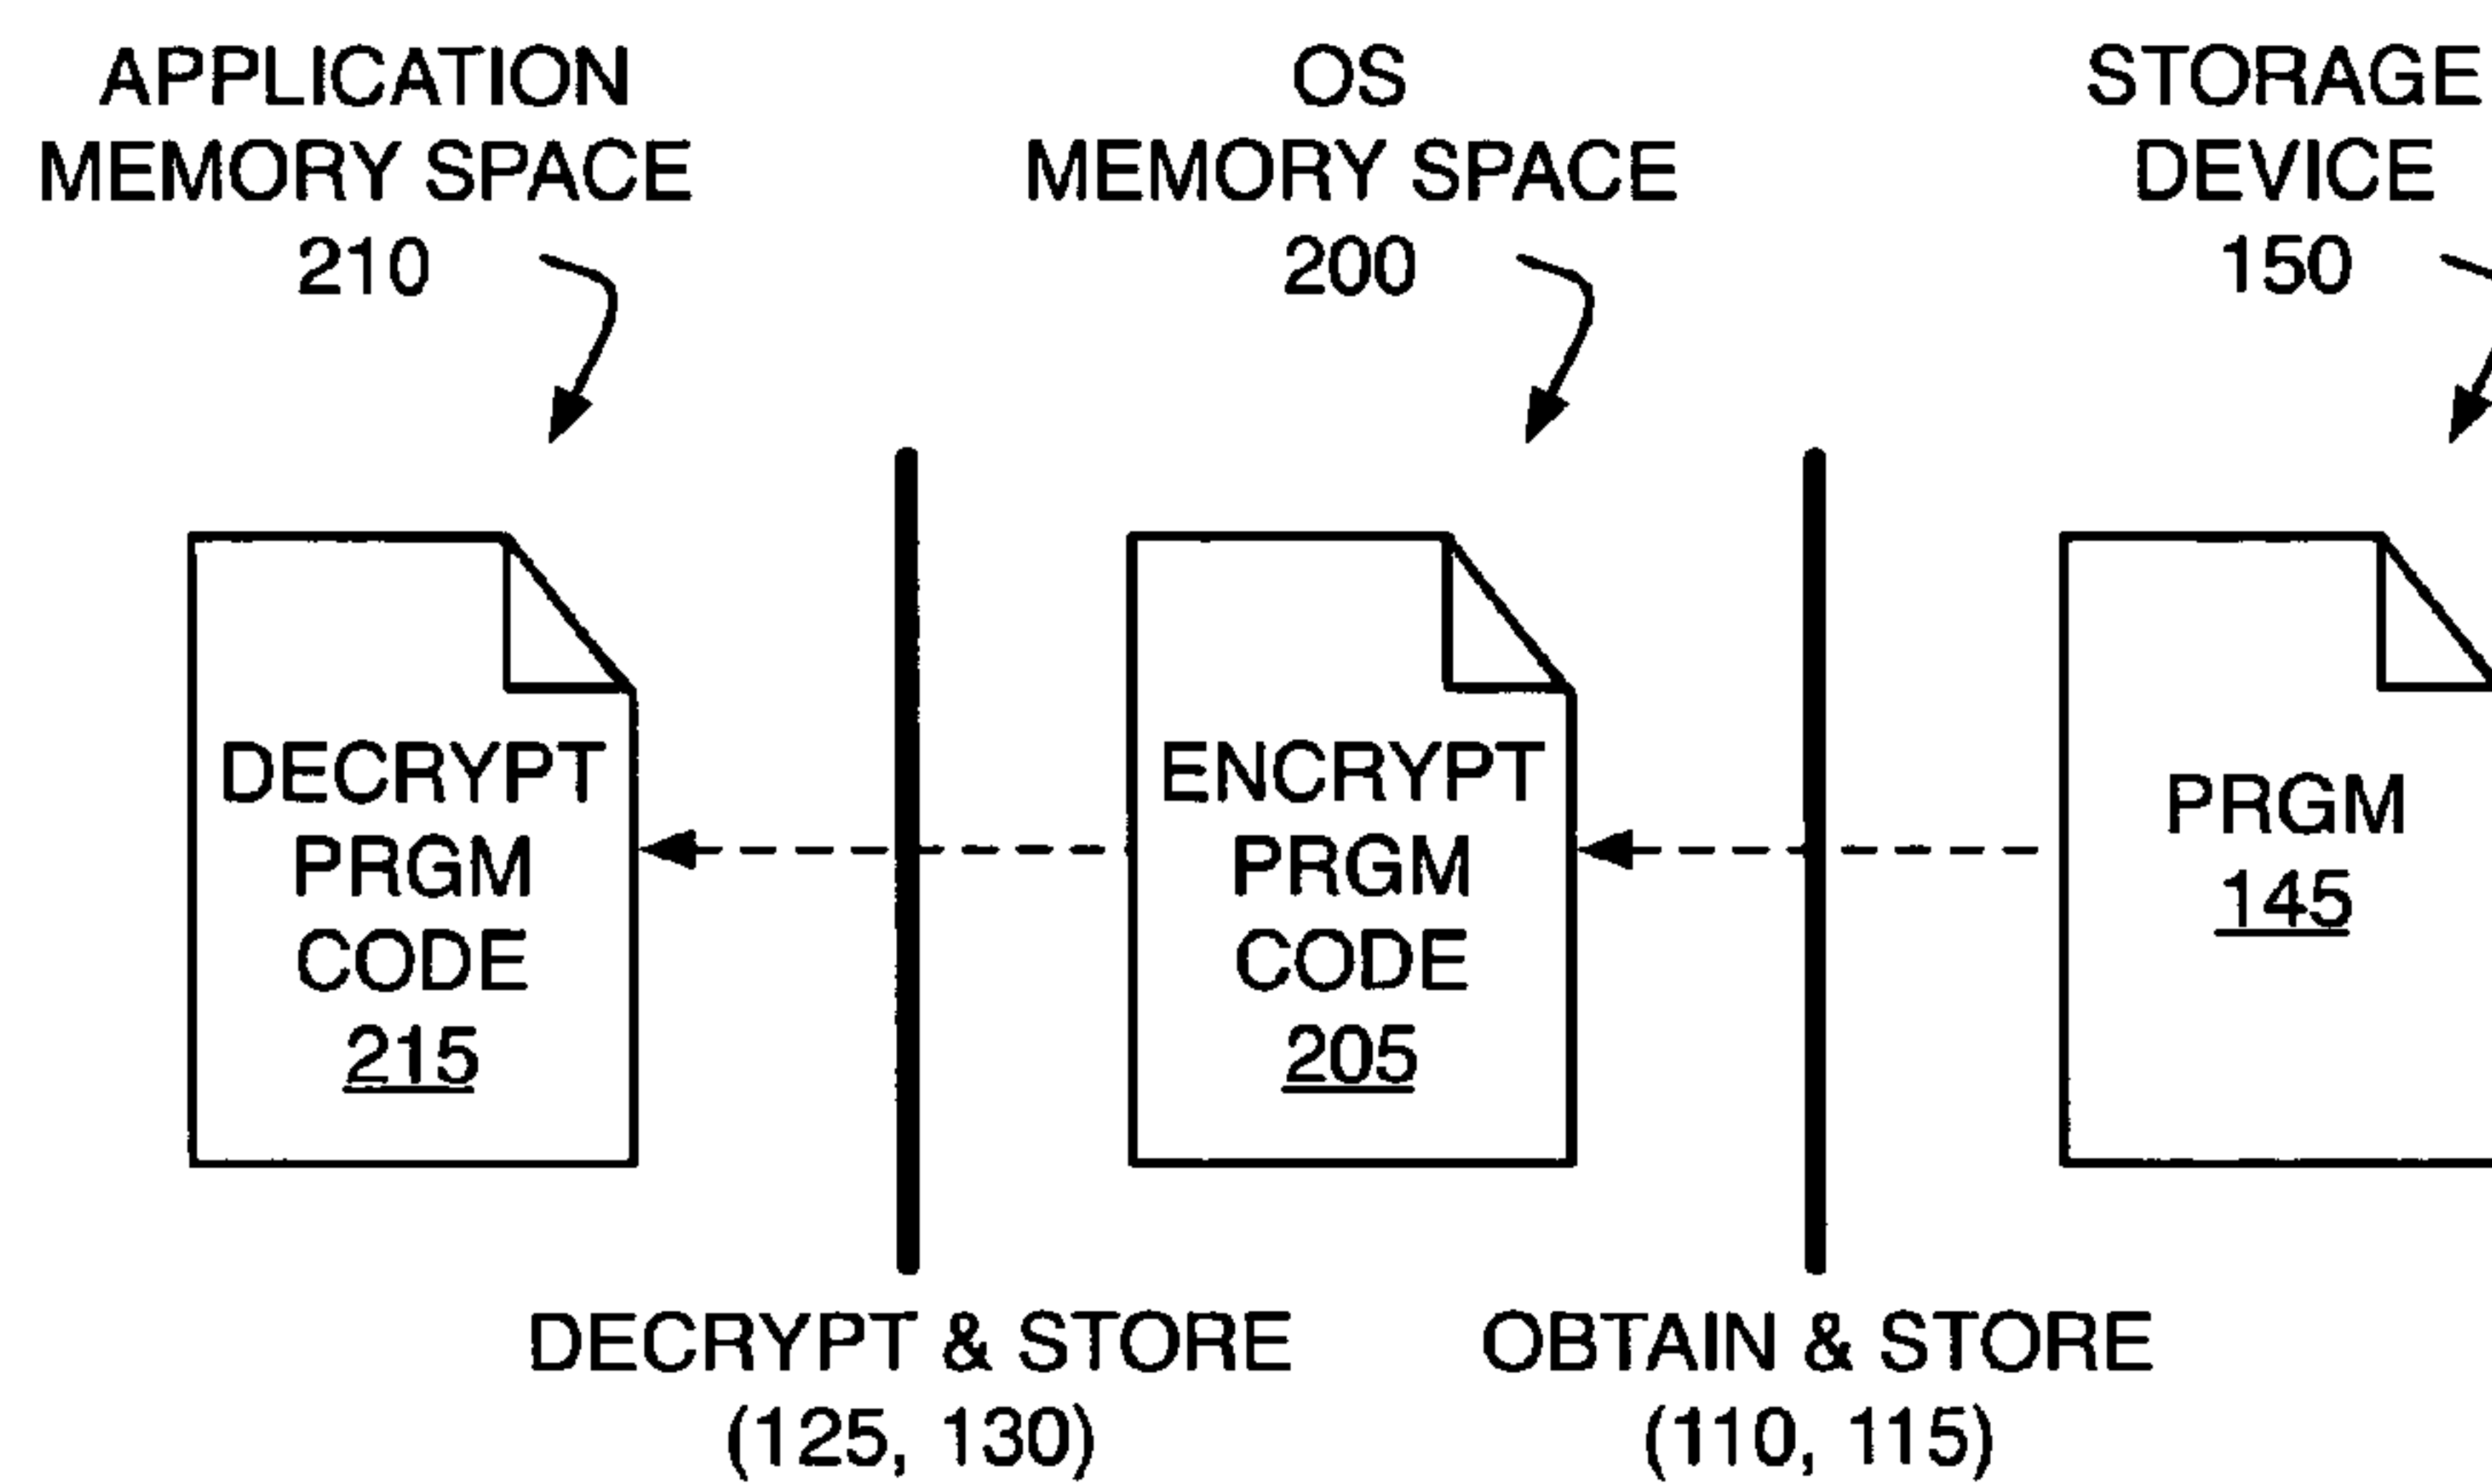 APPLICATION
MEMORY SPACE
210
OS
MEMORY SPACE
200
STORAGE
DEVICE
150
DECRYPT
PRGM
CODE
215
ENCRYPT
PRGM
CODE
205
PRGM
145
DECRYPT & STORE
(125, 130)
OBTAIN & STORE
(110, 115)